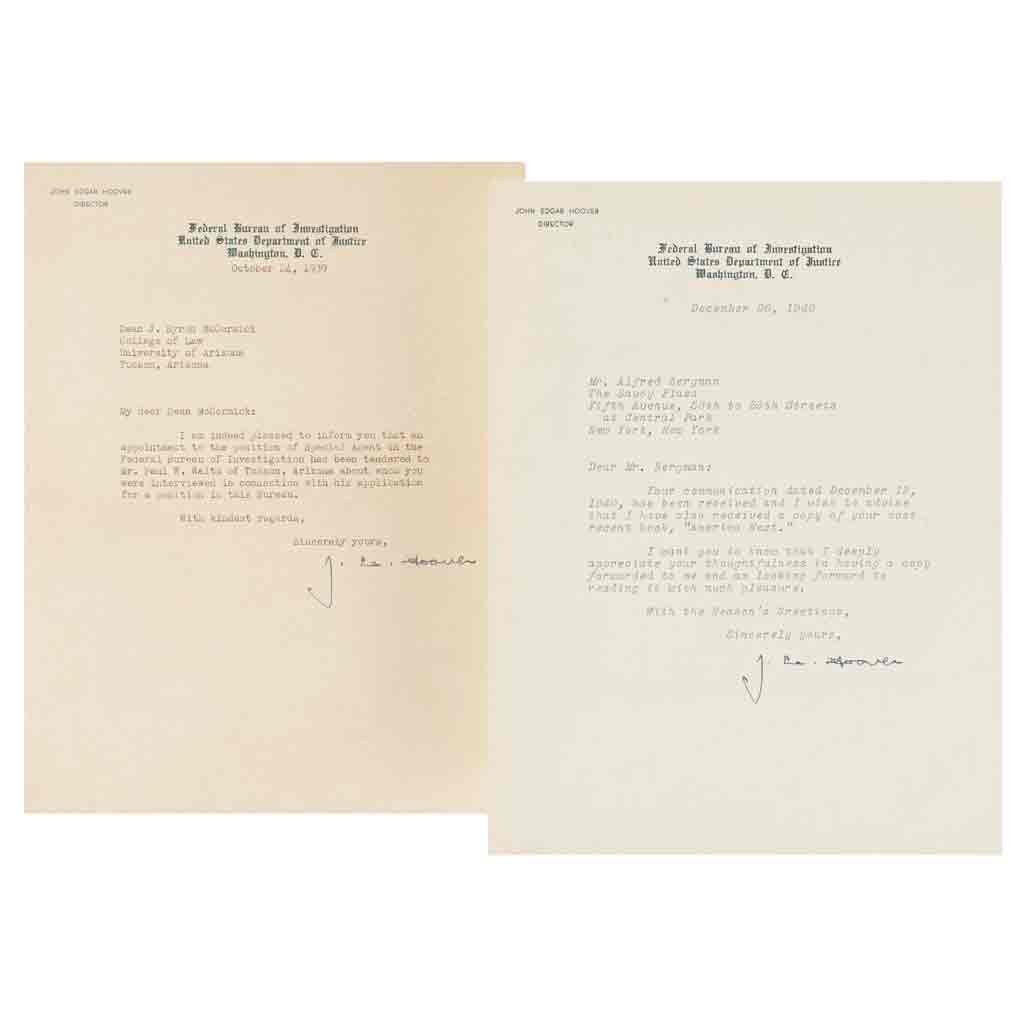 JOHN EDGAR HOOVER
DIRECTOR
Federal Bureau of Investigation
United States Department of Justice
Washington, D. C.
October 24, 1939
Dean J. Byron McCormick
College of Law
University of Arizona
Tucson, Arizona
My dear Dean McCormick:
I am indeed pleased to inform you that an
appointment to the position of Special Agent in the
Federal Bureau of Investigation has been tendered to
Mr. Paul of Tucson, Arizona about whom you
were interviewed in connection with his application
for a position in this Bureau.
With kindest regards,
Sincerely yours,
J. E. Hoover
JOHN EDGAR HOOVER
DIRECTOR
Federal Bureau of Investigation
United States Department of Justice
Washington, D. C.
December 1940
Mr. Alfred Bergman
The Savoy Plaza
Fifth Avenue, 58th to 59th Streets
at Central Park
New York, New York
Dear Mr. Bergman:
Your communication dated December
1940, has been received and I wish to advise
that I have also received a copy of your most
recent book, "America Next."
I want you to know that I deeply
appreciate your thoughtfulness in having a copy
forwarded to me and am looking forward to
reading it with much pleasure.
With the Season's Greetings,
Sincerely yours,
J. E. Hoover